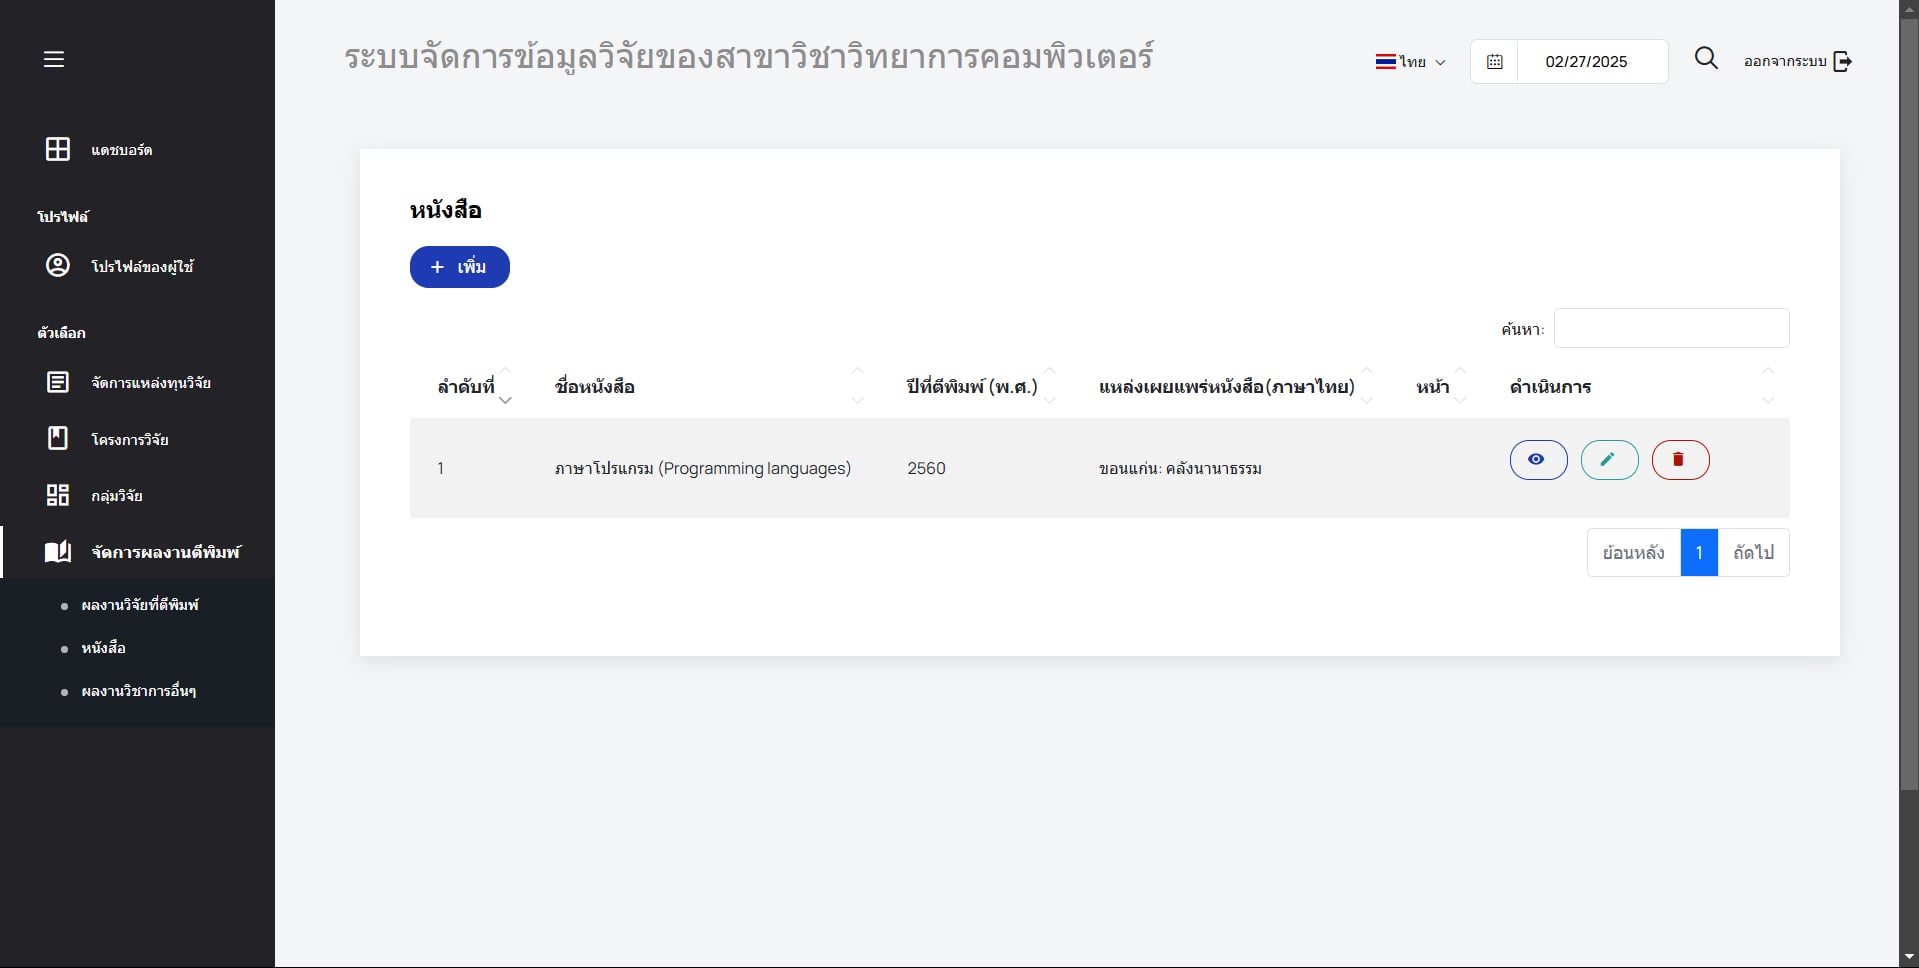 ระบบจัดการข้อมูลวิจัยของสาขาวิชาวิทยาการคอมพิวเตอร์
ไทย
02/27/2025
ออกจากระบบ
แดชบอร์ด
โปรไฟล์
โปรไฟล์ของผู้ใช้
ตัวเลือก
จัดการแหล่งทุนวิจัย
โครงการวิจัย
กลุ่มวิจัย
จัดการผลงานตีพิมพ์
ผลงานวิจัยที่ตีพิมพ์
หนังสือ
ผลงานวิชาการอื่นๆ
หนังสือ
+ เพิ่ม
ค้นหา:
ลำดับที่ ชื่อหนังสือ ปีที่ตีพิมพ์ (พ.ศ.) แหล่งเผยแพร่หนังสือ(ภาษาไทย) หน้า ดำเนินการ
1 ภาษาโปรแกรม (Programming languages) 2560 ขอนแก่น: คลังนานาธรรม
ย้อนหลัง 1 ถัดไป